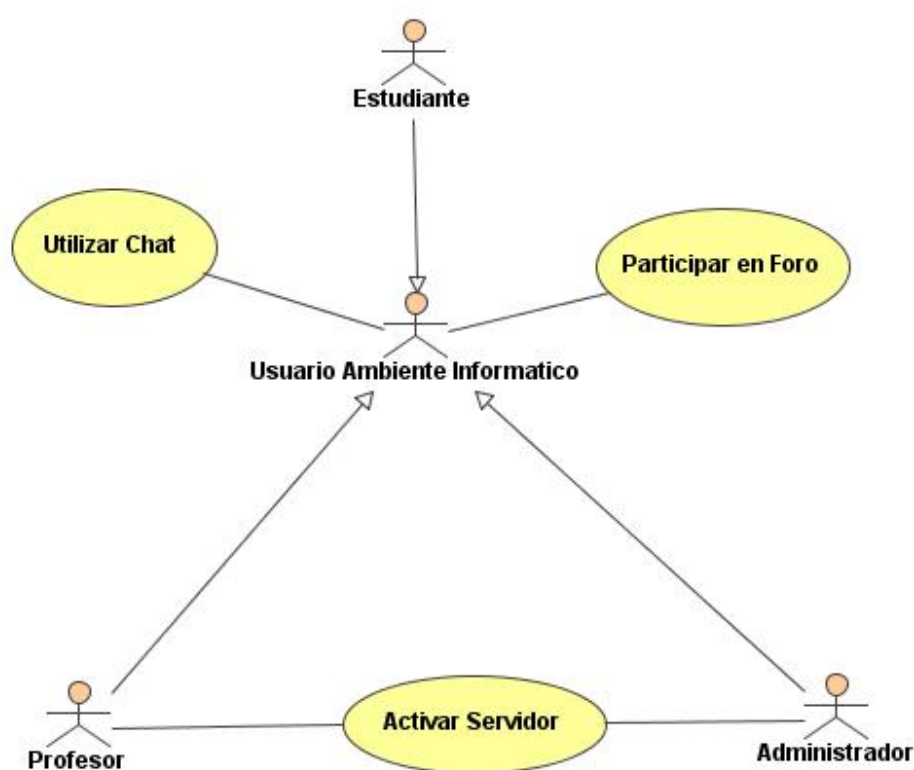 Estudiante
Utilizar Chat
Participar en Foro
Usuario Ambiente Informatico
Activar Servidor
Profesor
Administrador